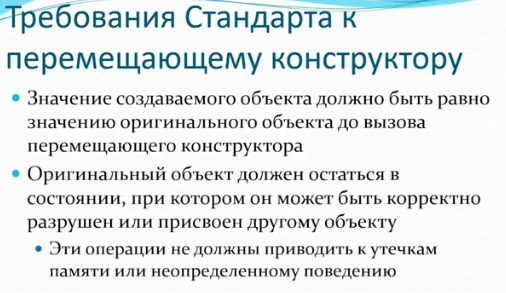 Требования Стандарта к
перемещающему конструктору
Значение создаваемого объекта должно быть равно
значению оригинального объекта до вызова
перемещающего конструктора
Оригинальный объект должен остаться в
состоянии, при котором он может быть корректно
разрушен или присвоен другому объекту
Эти операции не должны приводить к утечкам
памяти или неопределенному поведению